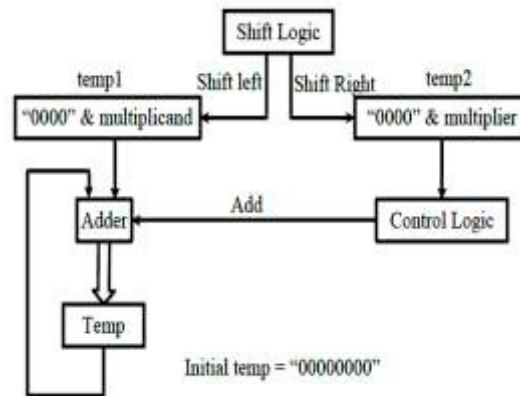 Shift Logic
temp1
Shift left
Shift Right
temp2
“0000” & multiplicand
“0000” & multiplier
Adder
Add
Control Logic
Temp
Initial temp = “00000000”